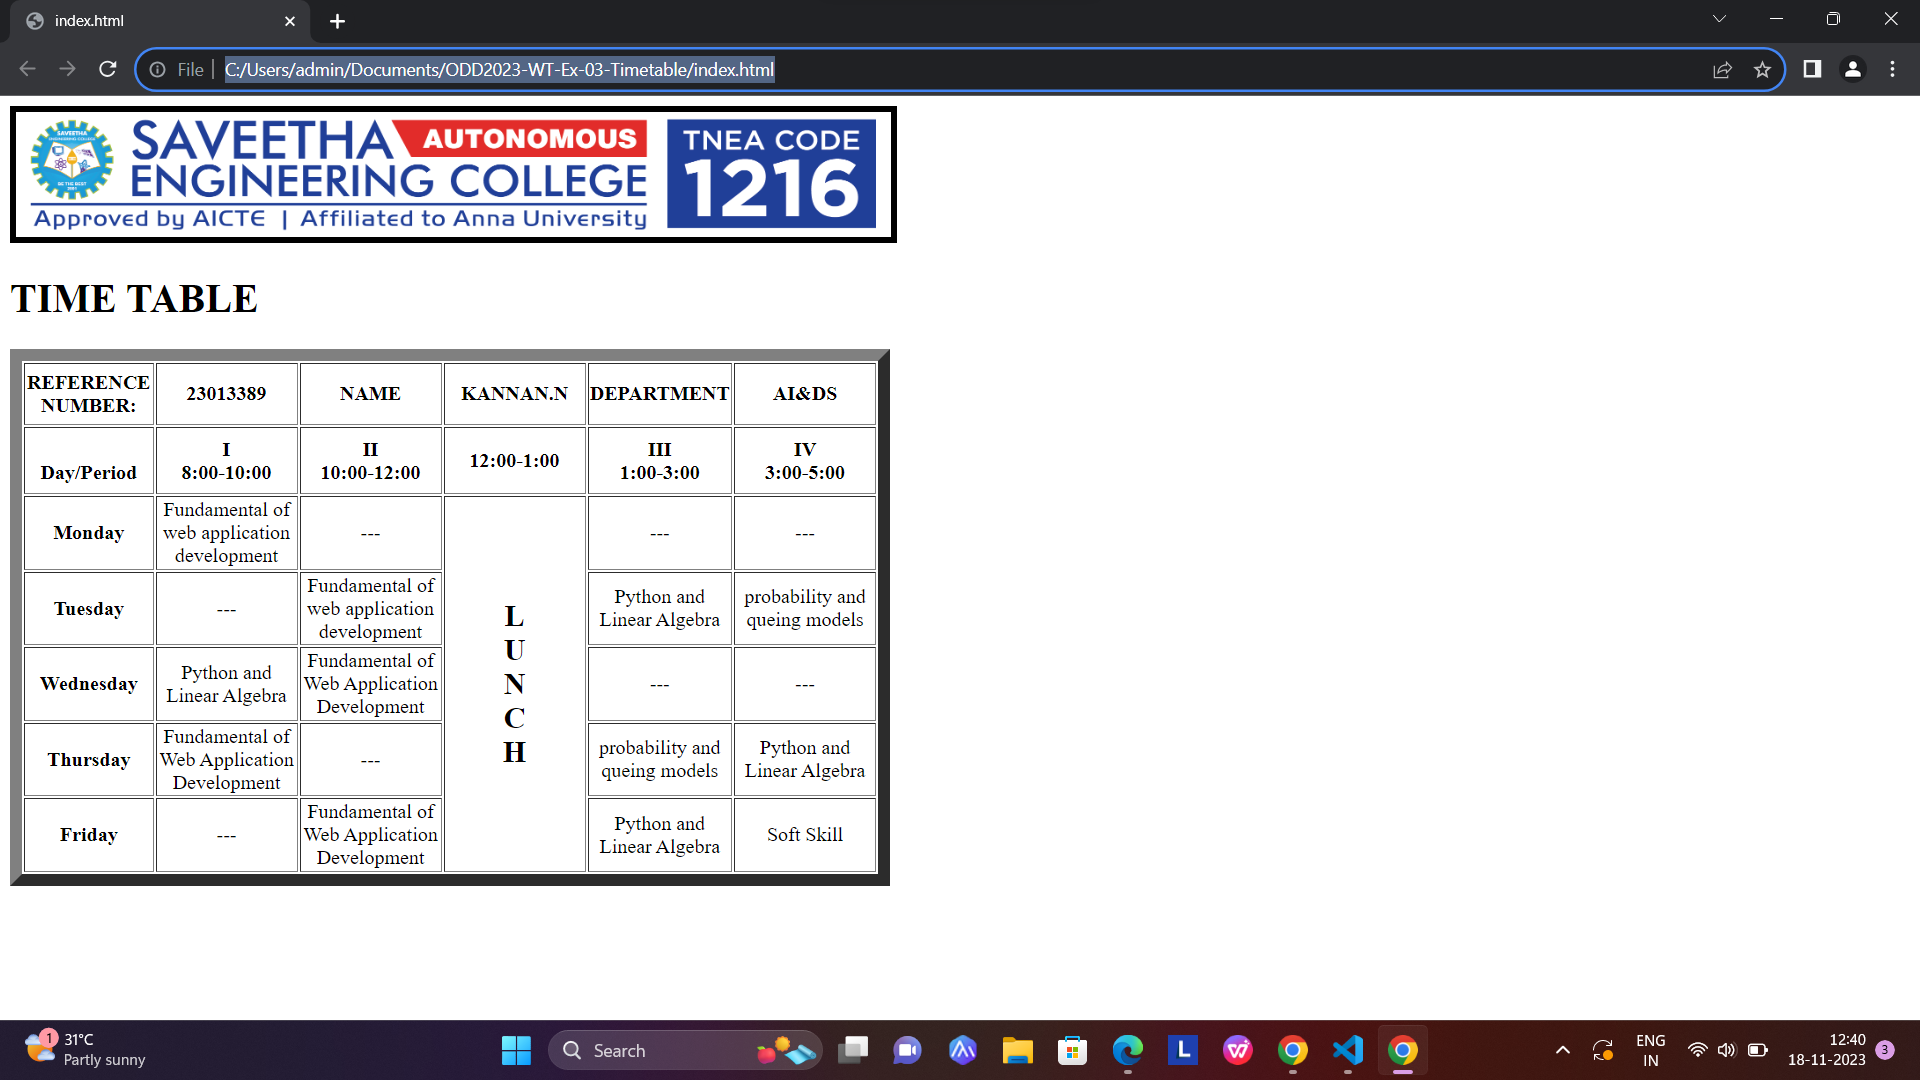 index.html
File
C:/Users/admin/Documents/ODD2023-WT-Ex-03-Timetable/index.html
SAVEETHA AUTONOMOUS
ENGINEERING COLLEGE
Approved by AICTE | Affiliated to Anna University
TNEA CODE
1216
SAVEETHA
BE THE BEST
TIME TABLE
REFERENCE NUMBER: 23013389 NAME KANNAN.N DEPARTMENT AI&DS
Day/Period
I
8:00-10:00
II
10:00-12:00
12:00-1:00
III
1:00-3:00
IV
3:00-5:00
Monday
Fundamental of
web application
development
---
L
U
N
C
H
---
---
Tuesday
---
Fundamental of
web application
development
Python and
Linear Algebra
probability and
queing models
Wednesday
Python and
Linear Algebra
Fundamental of
Web Application
Development
---
---
Thursday
Fundamental of
Web Application
Development
---
probability and
queing models
Python and
Linear Algebra
Friday
---
Fundamental of
Web Application
Development
Python and
Linear Algebra
Soft Skill
1
31°C
Partly sunny
Search
L
ENG
IN
12:40
18-11-2023
3